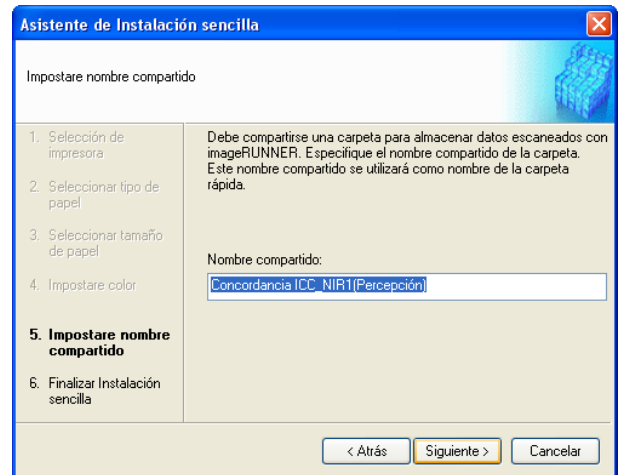 Asistente de Instalación sencilla
Impostare nombre compartido
1. Selección de
impresora
2. Seleccionar tipo de
papel
3. Seleccionar tamaño
de papel
4. Impostare color
5. Impostare nombre
compartido
6. Finalizar Instalación
sencilla
Debe compartirse una carpeta para almacenar datos escaneados con
imageRUNNER. Especifique el nombre compartido de la carpeta.
Este nombre compartido se utilizará como nombre de la carpeta
rápida.
Nombre compartido:
Concordancia ICC_NIR1(Percepción)
< Atrás
Siguiente >
Cancelar